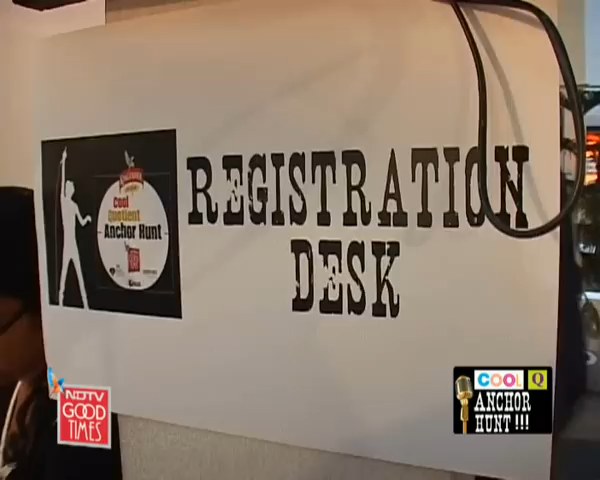 REGISTRATION
DESK
Cool
Quotient
Anchor Hunt
NDTV
GOOD
TIMES
COOL Q
ANCHOR
HUNT !!!